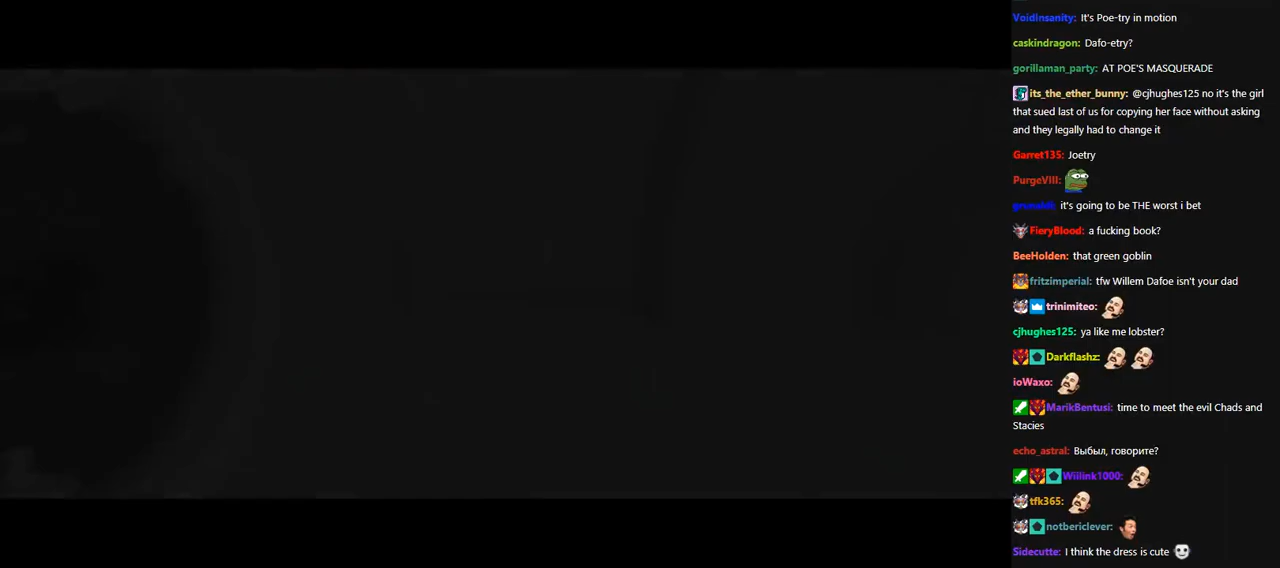 VoidInsanity: It's Poe-try in motion
caskindragon: Dafo-etry?
gorillaman_party: AT POE'S MASQUERADE
its_the_ether_bunny: @cjhughes125 no it's the girl
that sued last of us for copying her face without asking
and they legally had to change it
Garret135: Joetry
PurgeVIII:
it's going to be THE worst i bet
FieryBlood: a fucking book?
BeeHolden: that green goblin
fritzimperial: tfw Willem Dafoe isn't your dad
trinimiteo:
cjhughes125: ya like me lobster?
Darkflashz:
ioWaxo:
MarikBentusi: time to meet the evil Chads and
Stacies
echo_astral: Выбыл, говорите?
Wiilink1000:
tfk365:
notbericlever:
Sidecutte: I think the dress is cute